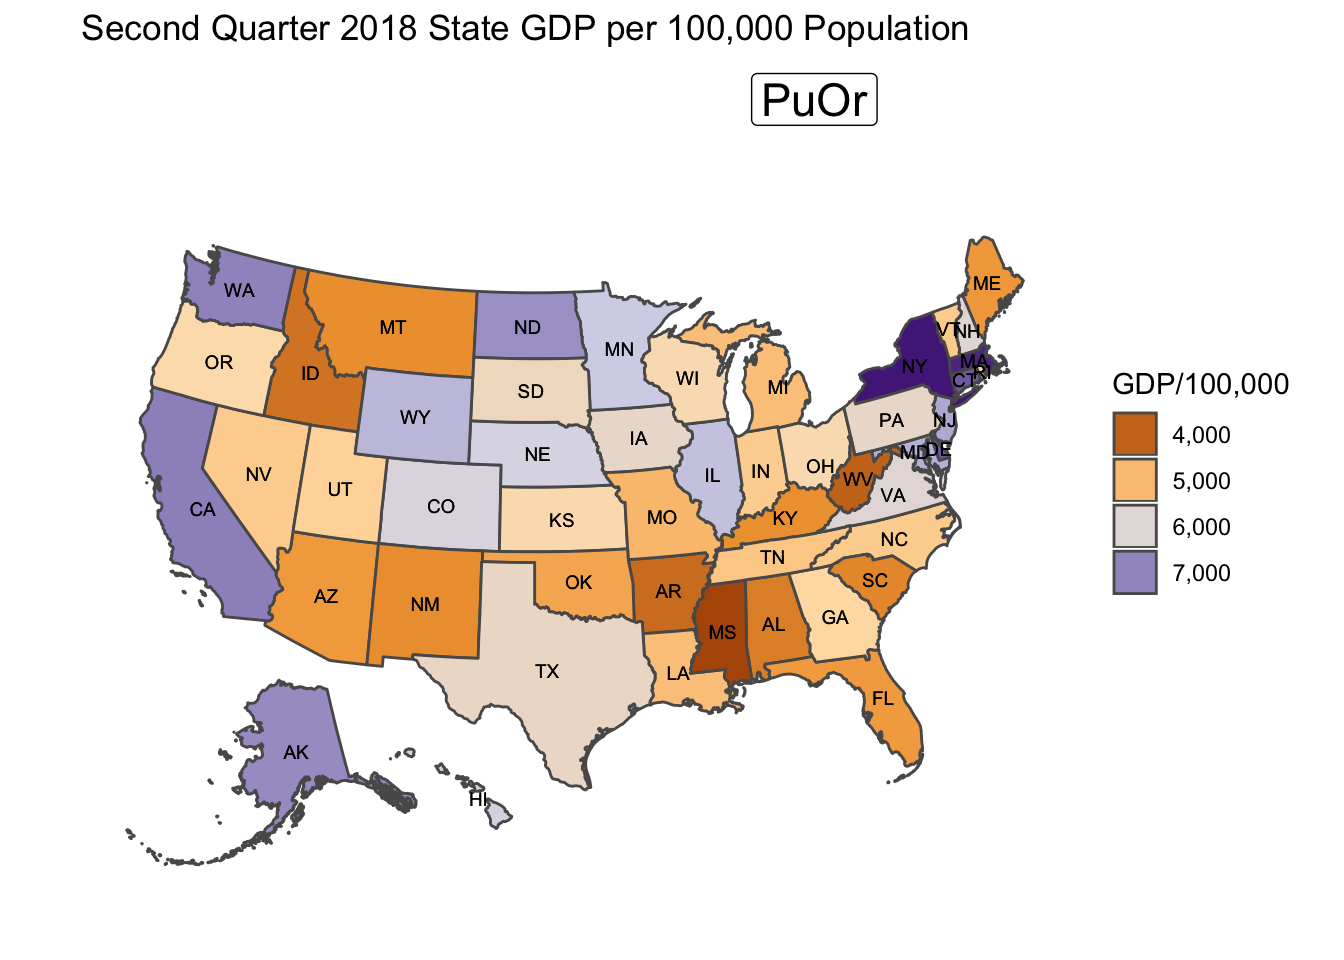 Second Quarter 2018 State GDP per 100,000 Population
PuOr
ME
WA
MT
ND
VT
NH
MN
OR
MA
NY
ID
RI
WI
CT
MI
SD
WY
PA
NJ
IA
NE
MD
DE
OH
NV
IL
IN
UT
WV
VA
CO
CA
MO
KS
KY
NC
TN
OK
SC
AZ
AR
NM
GA
AL
MS
TX
LA
FL
AK
HI
GDP/100,000
4,000
5,000
6,000
7,000